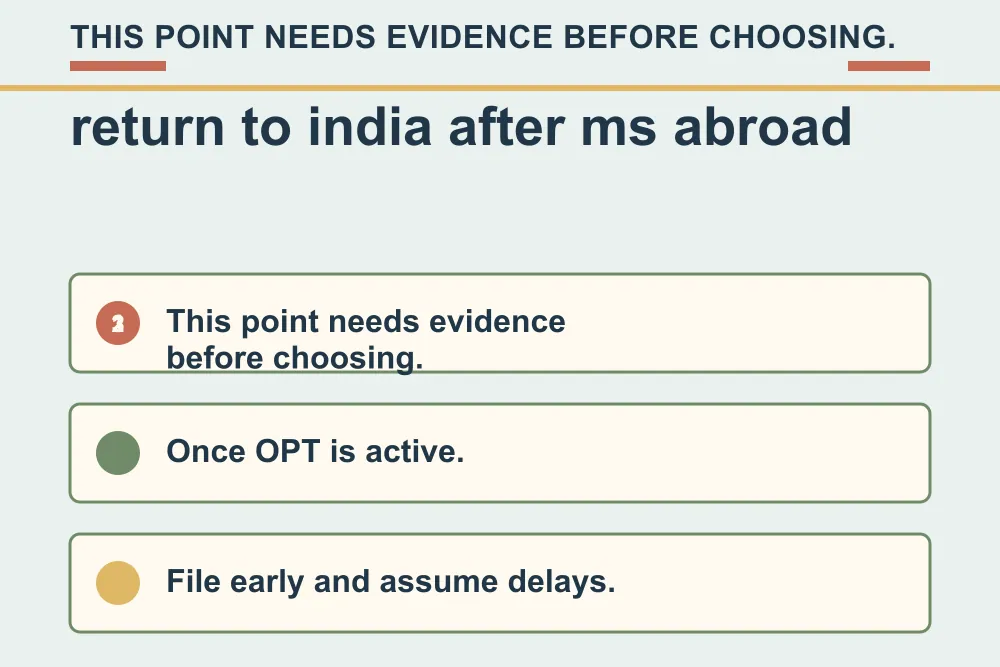 THIS POINT NEEDS EVIDENCE BEFORE CHOOSING.
return to india after ms abroad
This point needs evidence
before choosing.
Once OPT is active.
File early and assume delays.